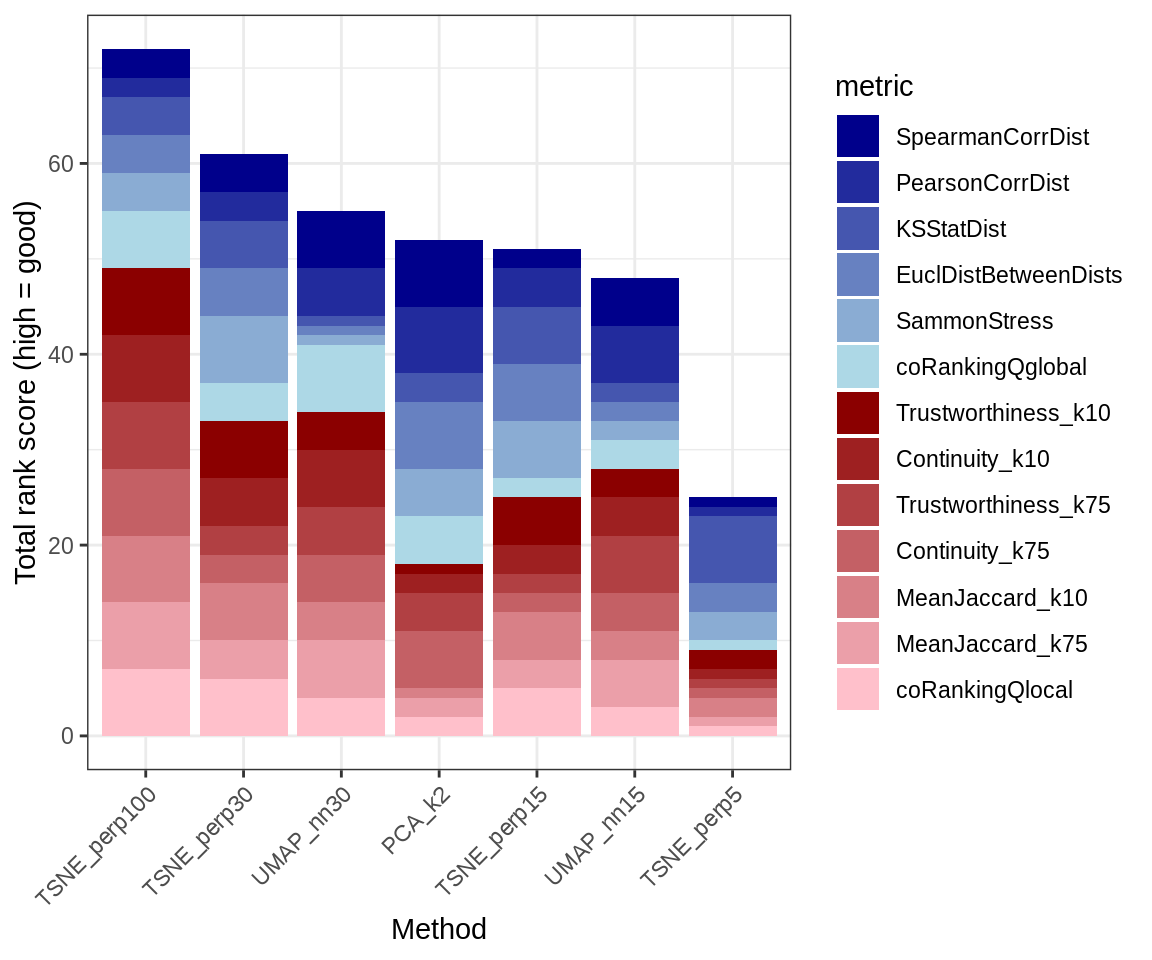 Total rank score (high = good)
60
40
20
0
TSNE_perp100
TSNE_perp30
UMAP_nn30
PCA_k2
TSNE_perp15
UMAP_nn15
TSNE_perp5
Method
metric
SpearmanCorrDist
PearsonCorrDist
KSStatDist
EuclDistBetweenDists
SammonStress
coRankingQglobal
Trustworthiness_k10
Continuity_k10
Trustworthiness_k75
Continuity_k75
MeanJaccard_k10
MeanJaccard_k75
coRankingQlocal